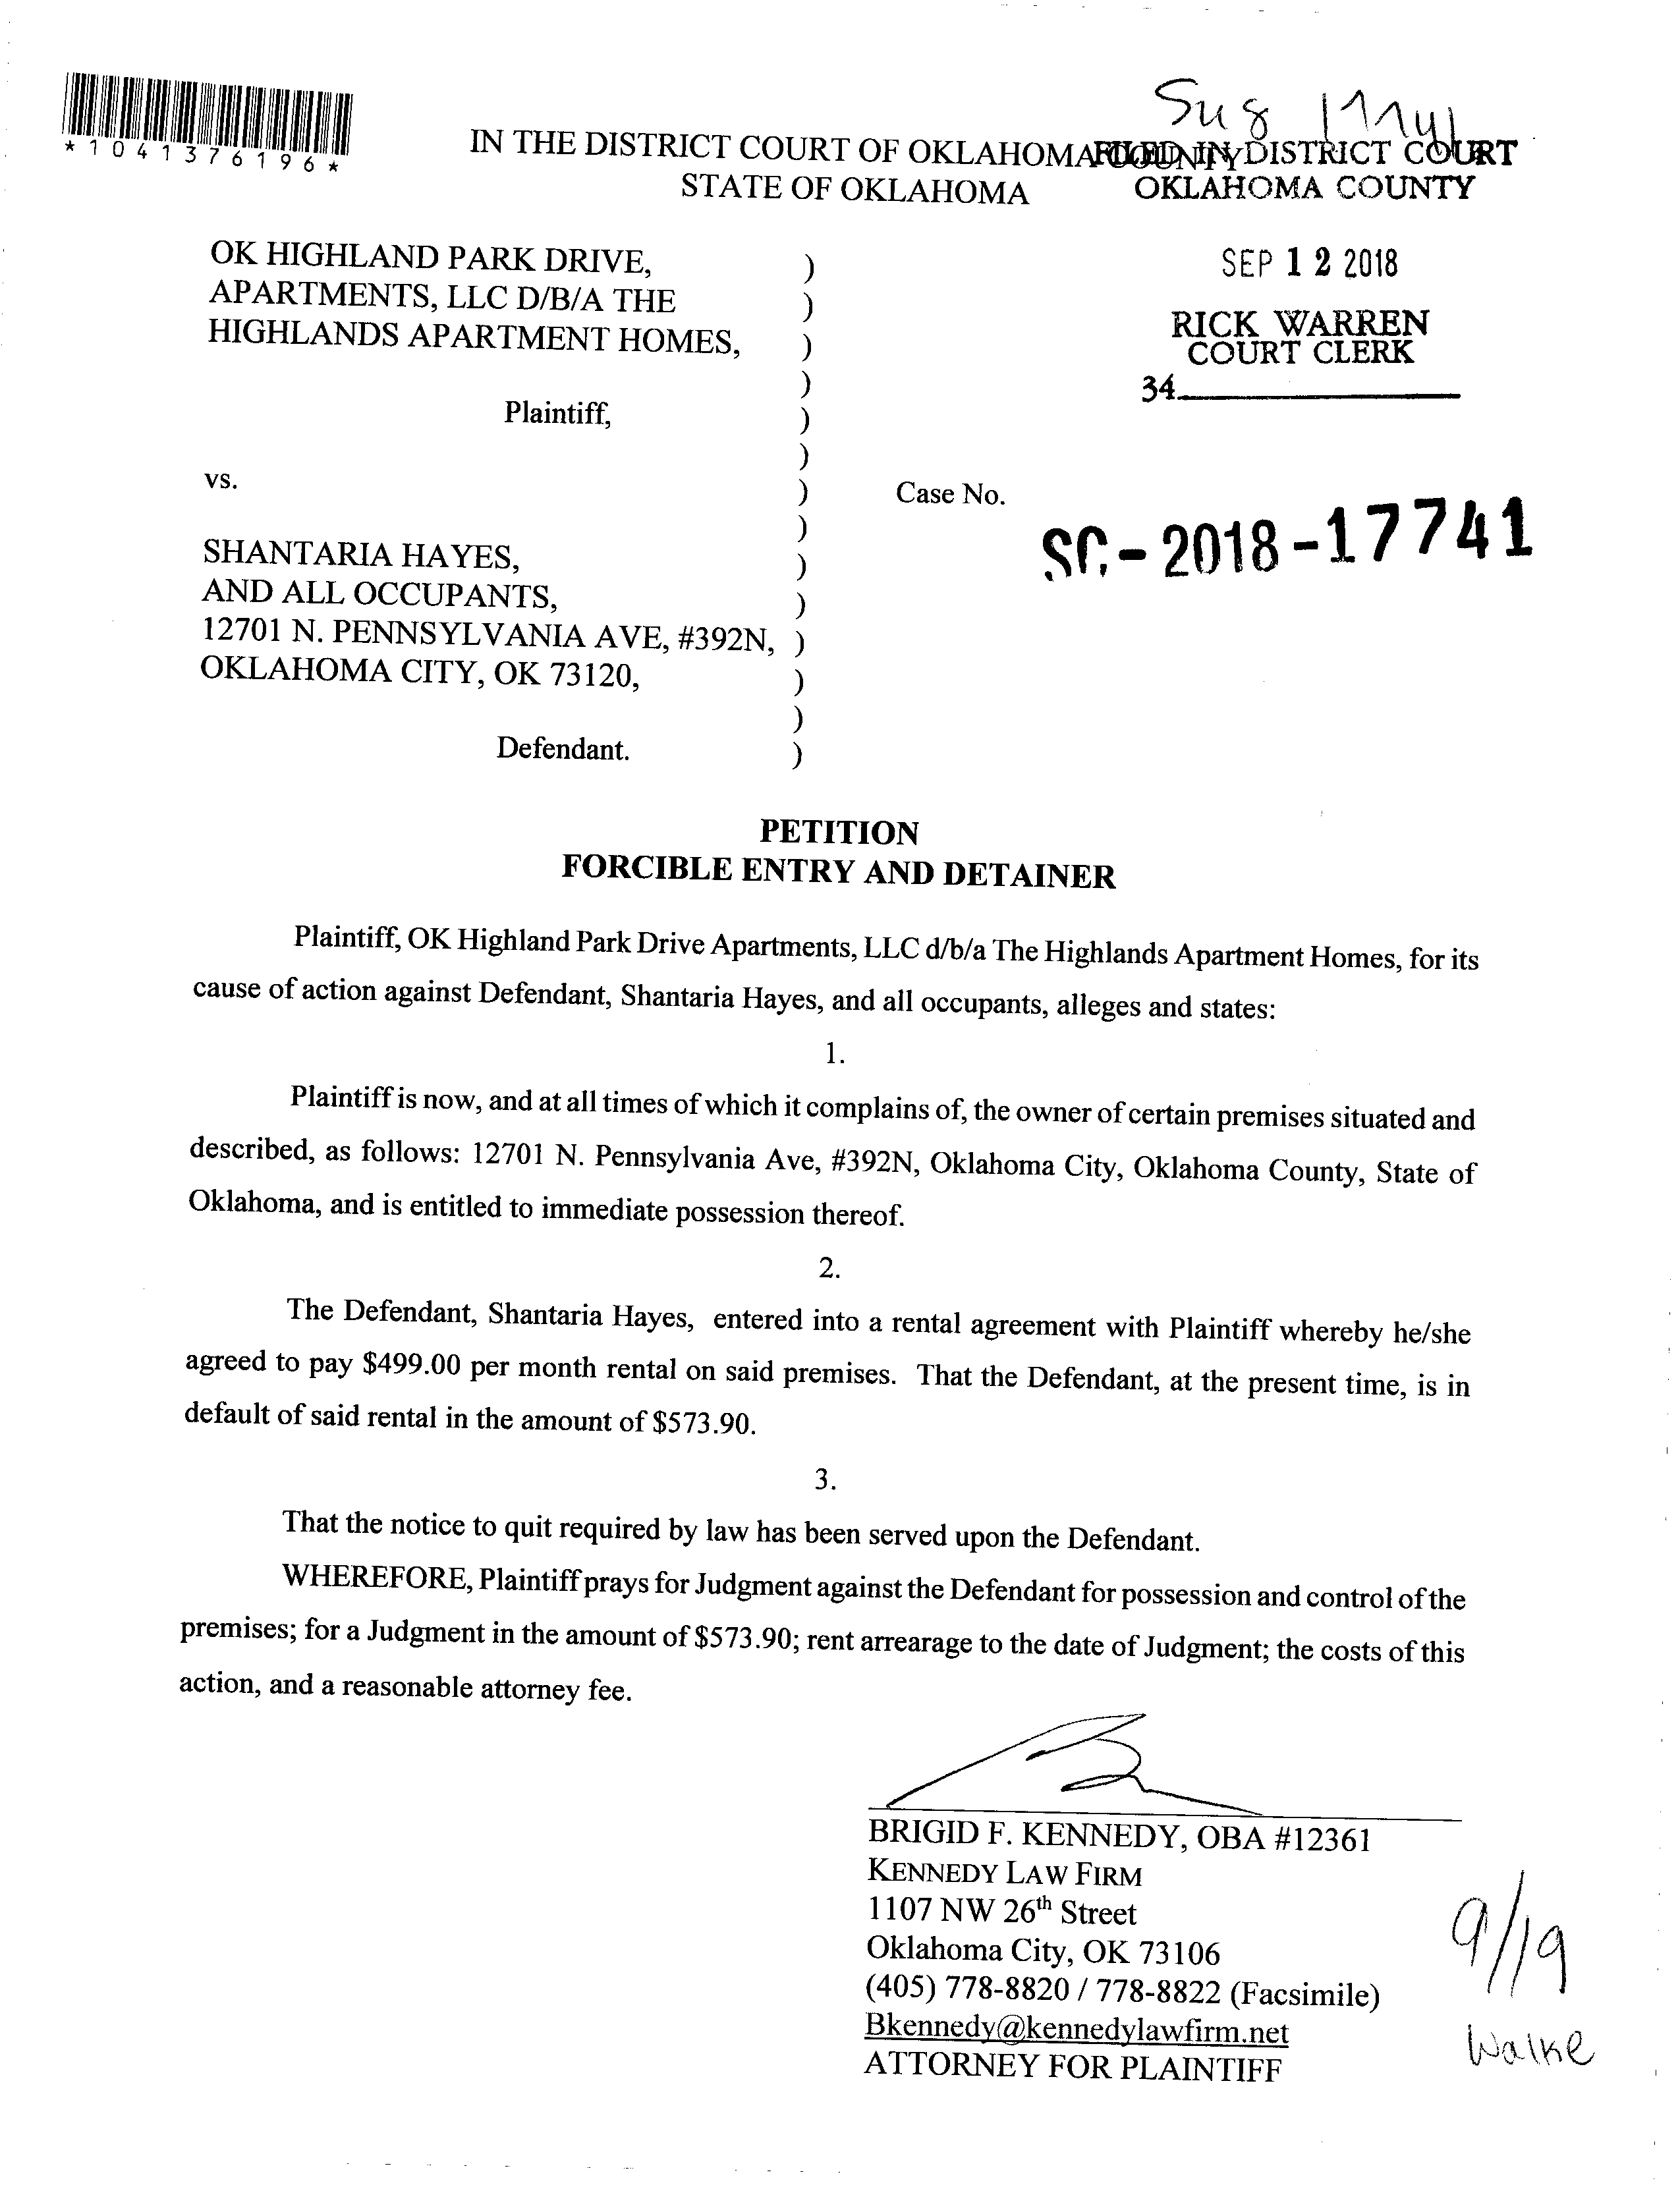 *1041376196*
IN THE DISTRICT COURT OF OKLAHOMA COUNTY
STATE OF OKLAHOMA
FILED IN DISTRICT COURT
OKLAHOMA COUNTY
SEP 12 2018
RICK WARREN
COURT CLERK
34
OK HIGHLAND PARK DRIVE, )
APARTMENTS, LLC D/B/A THE )
HIGHLANDS APARTMENT HOMES, )
)
Plaintiff, )
)
vs. )
)
SHANTARIA HAYES, )
AND ALL OCCUPANTS, )
12701 N. PENNSYLVANIA AVE, #392N, )
OKLAHOMA CITY, OK 73120, )
)
Defendant. )
Case No.
SC-2018-17741
PETITION
FORCIBLE ENTRY AND DETAINER
Plaintiff, OK Highland Park Drive Apartments, LLC d/b/a The Highlands Apartment Homes, for its
cause of action against Defendant, Shantaria Hayes, and all occupants, alleges and states:
1.
Plaintiff is now, and at all times of which it complains of, the owner of certain premises situated and
described, as follows: 12701 N. Pennsylvania Ave, #392N, Oklahoma City, Oklahoma County, State of
Oklahoma, and is entitled to immediate possession thereof.
2.
The Defendant, Shantaria Hayes, entered into a rental agreement with Plaintiff whereby he/she
agreed to pay $499.00 per month rental on said premises. That the Defendant, at the present time, is in
default of said rental in the amount of $573.90.
3.
That the notice to quit required by law has been served upon the Defendant.
WHEREFORE, Plaintiff prays for Judgment against the Defendant for possession and control of the
premises; for a Judgment in the amount of $573.90; rent arrearage to the date of Judgment; the costs of this
action, and a reasonable attorney fee.
BRIGID F. KENNEDY, OBA #12361
KENNEDY LAW FIRM
1107 NW 26th Street
Oklahoma City, OK 73106
(405) 778-8820 / 778-8822 (Facsimile)
Bkennedy@kennedylawfirm.net
ATTORNEY FOR PLAINTIFF
9/19
Walke